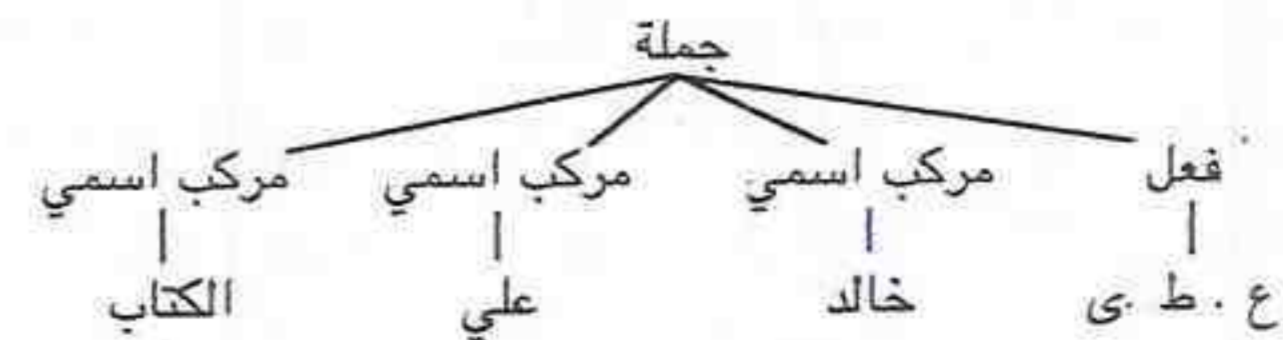 جملة
فعل مركب اسمي مركب اسمي مركب اسمي
ع . ط .ى خالد علي الكتاب